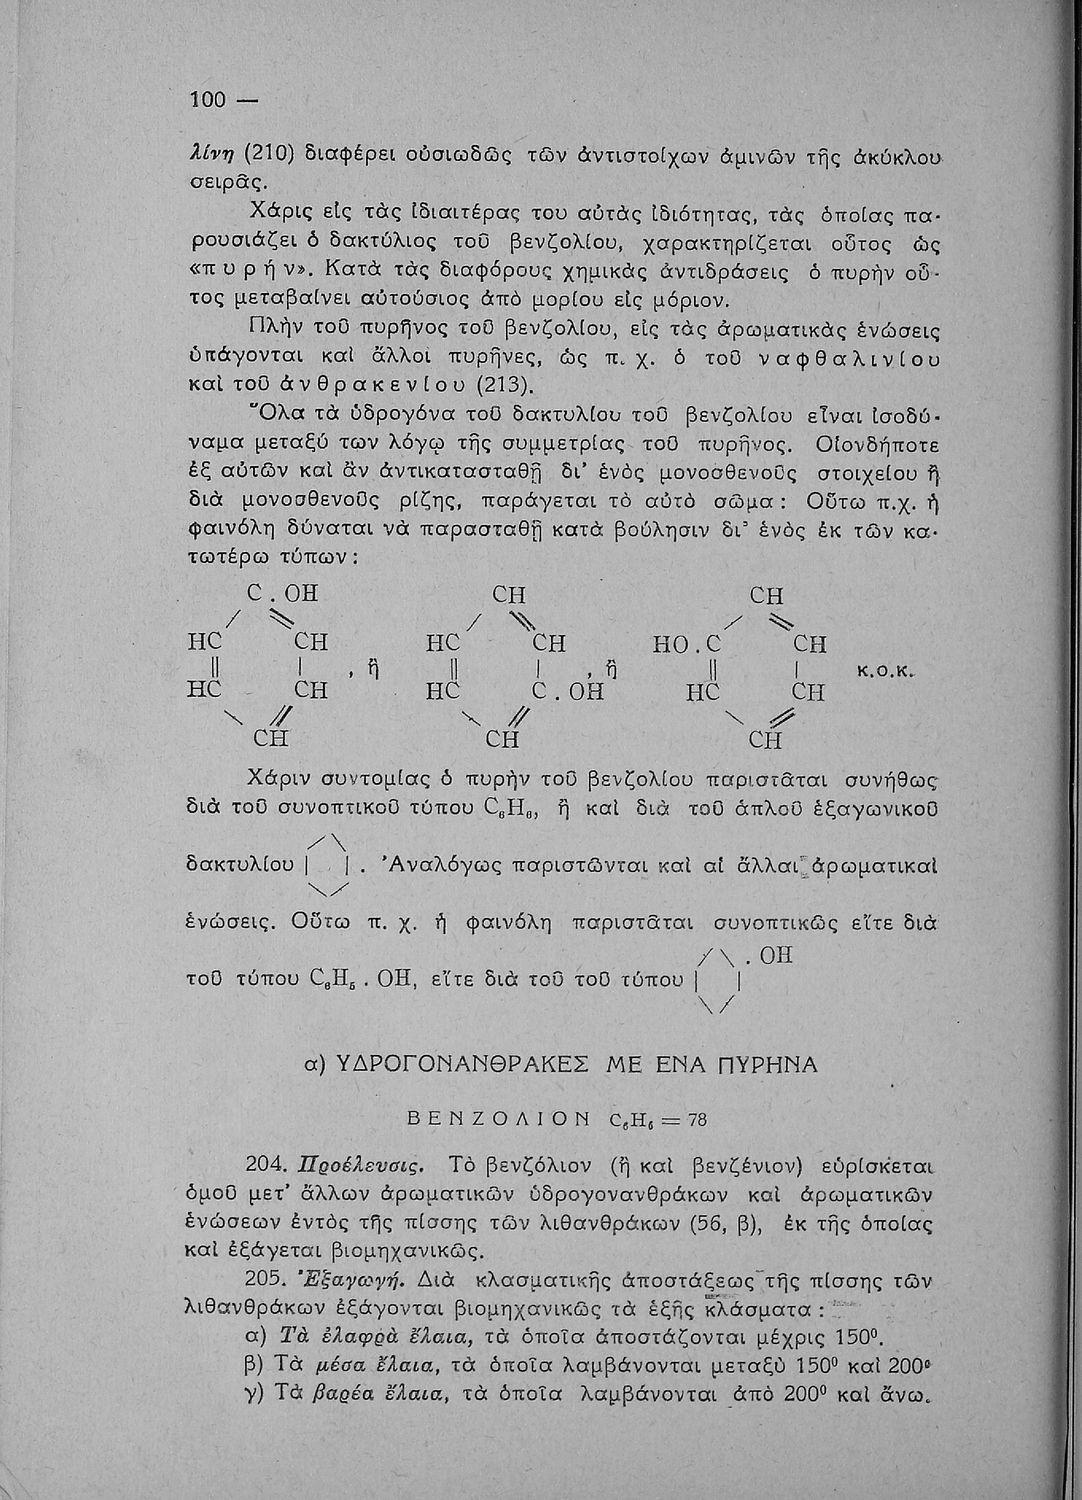 100 —
λίνη (210) διαφέρει οὐσιωδῶς τῶν ἀντιστοίχων ἀμινῶν τῆς ἀκύκλου
σειρᾶς.
Χάρις εἰς τὰς ἰδιαιτέρας του αὐτὰς ἰδιότητας, τὰς ὁποίας πα-
ρουσιάζει ὁ δακτύλιος τοῦ βενζολίου, χαρακτηρίζεται οὗτος ὡς
«π υ ρ ή ν». Κατὰ τὰς διαφόρους χημικὰς ἀντιδράσεις ὁ πυρὴν οὗ-
τος μεταβαίνει αὐτούσιος ἀπὸ μορίου εἰς μόριον.
Πλὴν τοῦ πυρῆνος τοῦ βενζολίου, εἰς τὰς ἀρωματικὰς ἑνώσεις
ὑπάγονται καὶ ἄλλοι πυρῆνες, ὡς π. χ. ὁ τοῦ ν α φ θ α λ ι ν ί ο υ
καὶ τοῦ ἀ ν θ ρ α κ ε ν ί ο υ (213).
Ὅλα τὰ ὑδρογόνα τοῦ δακτυλίου τοῦ βενζολίου εἶναι ἰσοδύ-
ναμα μεταξύ των λόγῳ τῆς συμμετρίας τοῦ πυρῆνος. Οἱονδήποτε
ἐξ αὐτῶν καὶ ἂν ἀντικατασταθῇ δι' ἑνὸς μονοσθενοῦς στοιχείου ἢ
διὰ μονοσθενοῦς ρίζης, παράγεται τὸ αὐτὸ σῶμα : Οὕτω π.χ. ἡ
φαινόλη δύναται νὰ παρασταθῇ κατὰ βούλησιν δι' ἑνὸς ἐκ τῶν κα-
τωτέρω τύπων :
C . OH CH CH
HC CH HC CH HO . C CH
|| | , ἢ || | , ἢ || | κ.ο.κ.
HC CH HC C . OH HC CH
CH CH CH
Χάριν συντομίας ὁ πυρὴν τοῦ βενζολίου παριστᾶται συνήθως
διὰ τοῦ συνοπτικοῦ τύπου C₆H₆, ἢ καὶ διὰ τοῦ ἁπλοῦ ἑξαγωνικοῦ
δακτυλίου | | . Ἀναλόγως παριστῶνται καὶ αἱ ἄλλαι ἀρωματικαὶ
ἑνώσεις. Οὕτω π. χ. ἡ φαινόλη παριστᾶται συνοπτικῶς εἴτε διὰ
. OH
τοῦ τύπου C₆H₅ . OH, εἴτε διὰ τοῦ τοῦ τύπου | |
α) ΥΔΡΟΓΟΝΑΝΘΡΑΚΕΣ ΜΕ ΕΝΑ ΠΥΡΗΝΑ
Β Ε Ν Ζ Ο Λ Ι Ο Ν C₆H₆ = 78
204. Προέλευσις. Τὸ βενζόλιον (ἢ καὶ βενζένιον) εὑρίσκεται
ὁμοῦ μετ' ἄλλων ἀρωματικῶν ὑδρογονανθράκων καὶ ἀρωματικῶν
ἑνώσεων ἐντὸς τῆς πίσσης τῶν λιθανθράκων (56, β), ἐκ τῆς ὁποίας
καὶ ἐξάγεται βιομηχανικῶς.
205. Ἐξαγωγή. Διὰ κλασματικῆς ἀποστάξεως τῆς πίσσης τῶν
λιθανθράκων ἐξάγονται βιομηχανικῶς τὰ ἑξῆς κλάσματα :
α) Τὰ ἐλαφρὰ ἔλαια, τὰ ὁποῖα ἀποστάζονται μέχρις 150⁰.
β) Τὰ μέσα ἔλαια, τὰ ὁποῖα λαμβάνονται μεταξὺ 150⁰ καὶ 200⁰
γ) Τὰ βαρέα ἔλαια, τὰ ὁποῖα λαμβάνονται ἀπὸ 200⁰ καὶ ἄνω.